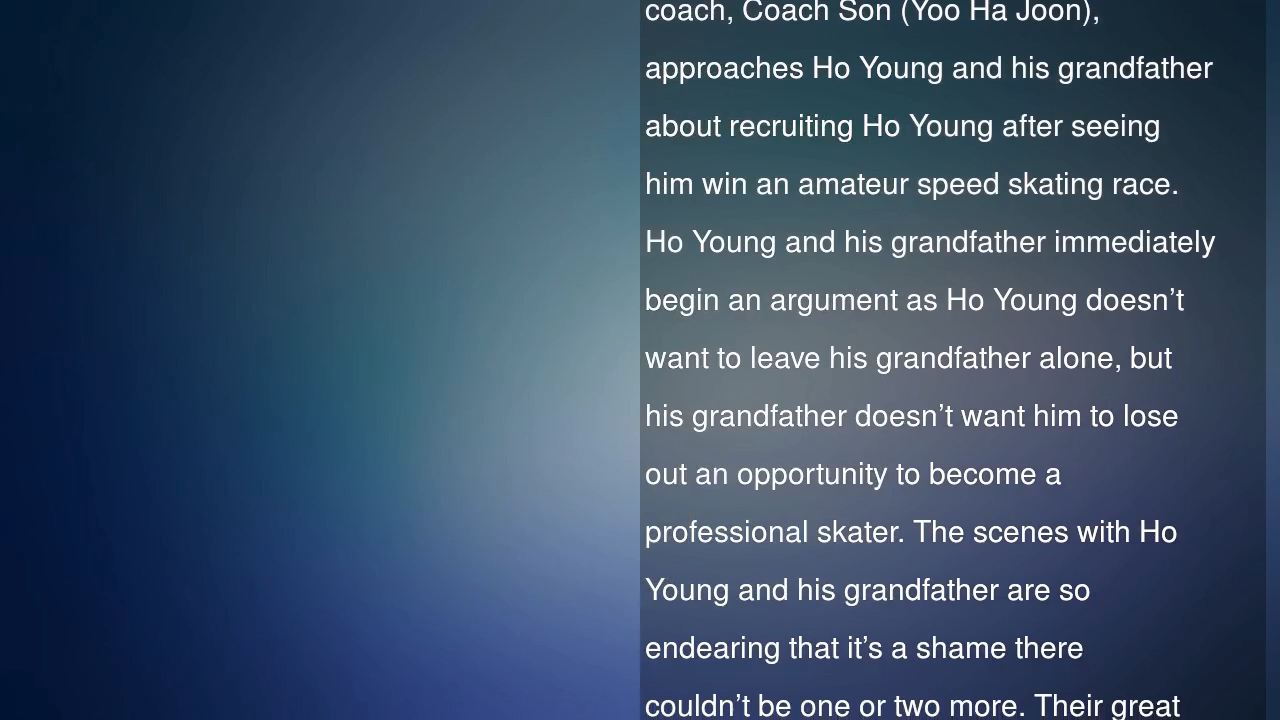 coach, Coach Son (Yoo Ha Joon),
approaches Ho Young and his grandfather
about recruiting Ho Young after seeing
him win an amateur speed skating race.
Ho Young and his grandfather immediately
begin an argument as Ho Young doesn’t
want to leave his grandfather alone, but
his grandfather doesn’t want him to lose
out an opportunity to become a
professional skater. The scenes with Ho
Young and his grandfather are so
endearing that it’s a shame there
couldn’t be one or two more. Their great